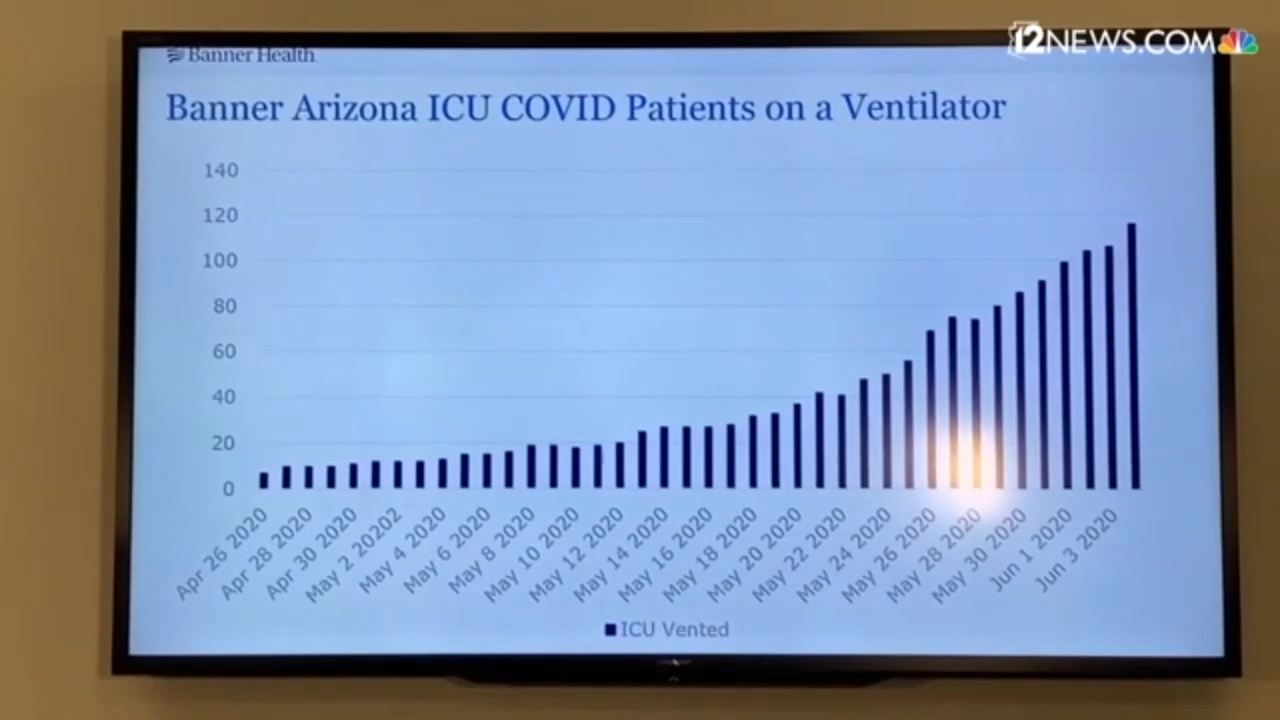 12NEWS.COM
Banner Health
Banner Arizona ICU COVID Patients on a Ventilator
140
120
100
80
60
40
20
0
Apr 26 2020
Apr 28 2020
Apr 30 2020
May 2 20202
May 4 2020
May 6 2020
May 8 2020
May 10 2020
May 12 2020
May 14 2020
May 16 2020
May 18 2020
May 20 2020
May 22 2020
May 24 2020
May 26 2020
May 28 2020
May 30 2020
Jun 1 2020
Jun 3 2020
ICU Vented